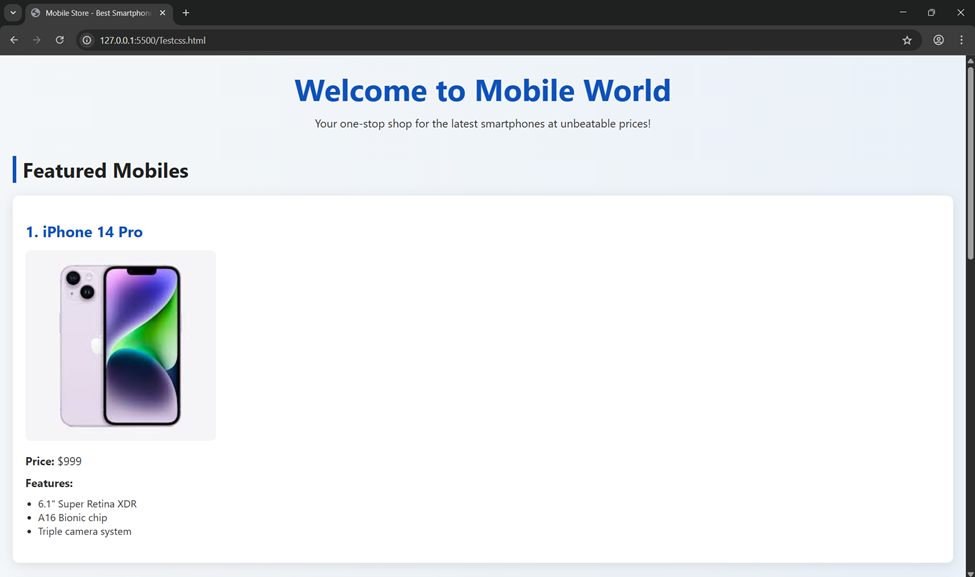 Mobile Store - Best Smartphon
127.0.0.1:5500/Testcss.html
Welcome to Mobile World
Your one-stop shop for the latest smartphones at unbeatable prices!
Featured Mobiles
1. iPhone 14 Pro
Price: $999
Features:
• 6.1" Super Retina XDR
• A16 Bionic chip
• Triple camera system